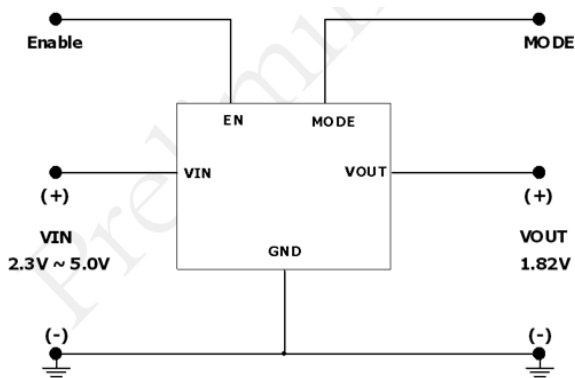 Enable
MODE
EN
MODE
VIN
VOUT
(+)
(+)
VIN
2.3V ~ 5.0V
GND
VOUT
1.82V
(-)
(-)